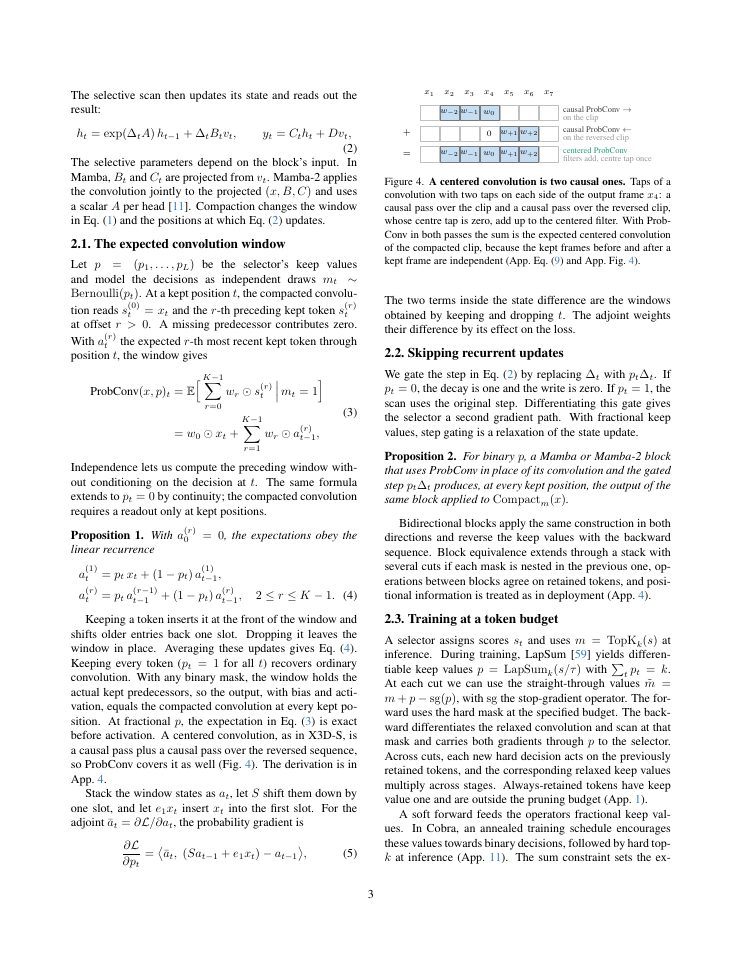 The selective scan then updates its state and reads out the
result:
h_t = exp(Δ_t A) h_{t−1} + Δ_t B_t v_t,    y_t = C_t h_t + D v_t,
(2)
The selective parameters depend on the block's input. In
Mamba, B_t and C_t are projected from v_t. Mamba-2 applies
the convolution jointly to the projected (x, B, C) and uses
a scalar A per head [11]. Compaction changes the window
in Eq. (1) and the positions at which Eq. (2) updates.
2.1. The expected convolution window
Let p = (p_1, . . . , p_L) be the selector's keep values
and model the decisions as independent draws m_t ∼
Bernoulli(p_t). At a kept position t, the compacted convolu-
tion reads s_t^{(0)} = x_t and the r-th preceding kept token s_t^{(r)}
at offset r > 0. A missing predecessor contributes zero.
With a_t^{(r)} the expected r-th most recent kept token through
position t, the window gives
ProbConv(x, p)_t = 𝔼[ ∑_{r=0}^{K−1} w_r ⊙ s_t^{(r)} | m_t = 1 ]
(3)
= w_0 ⊙ x_t + ∑_{r=1}^{K−1} w_r ⊙ a_{t−1}^{(r)},
Independence lets us compute the preceding window with-
out conditioning on the decision at t. The same formula
extends to p_t = 0 by continuity; the compacted convolution
requires a readout only at kept positions.
Proposition 1. With a_0^{(r)} = 0, the expectations obey the
linear recurrence
a_t^{(1)} = p_t x_t + (1 − p_t) a_{t−1}^{(1)},
a_t^{(r)} = p_t a_{t−1}^{(r−1)} + (1 − p_t) a_{t−1}^{(r)},    2 ≤ r ≤ K − 1. (4)
Keeping a token inserts it at the front of the window and
shifts older entries back one slot. Dropping it leaves the
window in place. Averaging these updates gives Eq. (4).
Keeping every token (p_t = 1 for all t) recovers ordinary
convolution. With any binary mask, the window holds the
actual kept predecessors, so the output, with bias and acti-
vation, equals the compacted convolution at every kept po-
sition. At fractional p, the expectation in Eq. (3) is exact
before activation. A centered convolution, as in X3D-S, is
a causal pass plus a causal pass over the reversed sequence,
so ProbConv covers it as well (Fig. 4). The derivation is in
App. 4.
Stack the window states as a_t, let S shift them down by
one slot, and let e_1 x_t insert x_t into the first slot. For the
adjoint ā_t = ∂ℒ/∂a_t, the probability gradient is
∂ℒ/∂p_t = ⟨ā_t, (Sa_{t−1} + e_1 x_t) − a_{t−1}⟩,    (5)
x_1 x_2 x_3 x_4 x_5 x_6 x_7
w_{−2} w_{−1} w_0 causal ProbConv →
on the clip
+ 0 w_{+1} w_{+2} causal ProbConv ←
on the reversed clip
= w_{−2} w_{−1} w_0 w_{+1} w_{+2} centered ProbConv
filters add. centre tap once
Figure 4. A centered convolution is two causal ones. Taps of a
convolution with two taps on each side of the output frame x_4: a
causal pass over the clip and a causal pass over the reversed clip,
whose centre tap is zero, add up to the centered filter. With Prob-
Conv in both passes the sum is the expected centered convolution
of the compacted clip, because the kept frames before and after a
kept frame are independent (App. Eq. (9) and App. Fig. 4).
The two terms inside the state difference are the windows
obtained by keeping and dropping t. The adjoint weights
their difference by its effect on the loss.
2.2. Skipping recurrent updates
We gate the step in Eq. (2) by replacing Δ_t with p_t Δ_t. If
p_t = 0, the decay is one and the write is zero. If p_t = 1, the
scan uses the original step. Differentiating this gate gives
the selector a second gradient path. With fractional keep
values, step gating is a relaxation of the state update.
Proposition 2. For binary p, a Mamba or Mamba-2 block
that uses ProbConv in place of its convolution and the gated
step p_t Δ_t produces, at every kept position, the output of the
same block applied to Compact_m(x).
Bidirectional blocks apply the same construction in both
directions and reverse the keep values with the backward
sequence. Block equivalence extends through a stack with
several cuts if each mask is nested in the previous one, op-
erations between blocks agree on retained tokens, and posi-
tional information is treated as in deployment (App. 4).
2.3. Training at a token budget
A selector assigns scores s_t and uses m = TopK_k(s) at
inference. During training, LapSum [59] yields differen-
tiable keep values p = LapSum_k(s/τ) with ∑_t p_t = k.
At each cut we can use the straight-through values m̃ =
m + p − sg(p), with sg the stop-gradient operator. The for-
ward uses the hard mask at the specified budget. The back-
ward differentiates the relaxed convolution and scan at that
mask and carries both gradients through p to the selector.
Across cuts, each new hard decision acts on the previously
retained tokens, and the corresponding relaxed keep values
multiply across stages. Always-retained tokens have keep
value one and are outside the pruning budget (App. 1).
A soft forward feeds the operators fractional keep val-
ues. In Cobra, an annealed training schedule encourages
these values towards binary decisions, followed by hard top-
k at inference (App. 11). The sum constraint sets the ex-
3